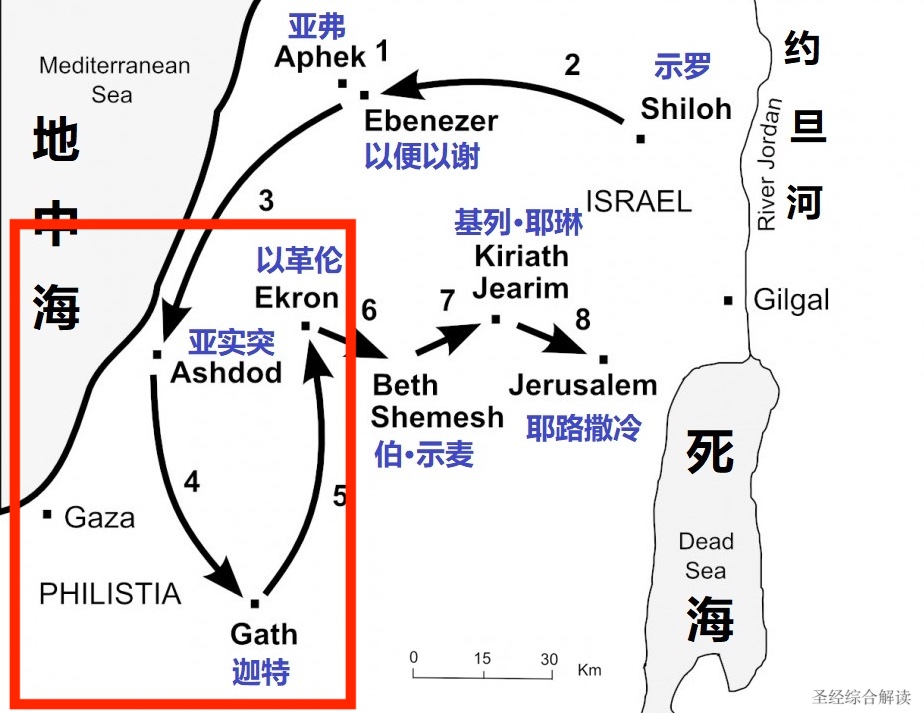 亚弗
Aphek 1
2
示罗
Shiloh
约旦河
River Jordan
Mediterranean
Sea
地中海
Ebenezer
以便以谢
3
ISRAEL
基列·耶琳
Kiriath
Jearim
以革伦
Ekron
6
7
8
Gilgal
亚实突
Ashdod
Beth
Shemesh
伯·示麦
Jerusalem
耶路撒冷
4
5
Gaza
PHILISTIA
Gath
迦特
死海
Dead
Sea
0 15 30 Km
圣经综合解读